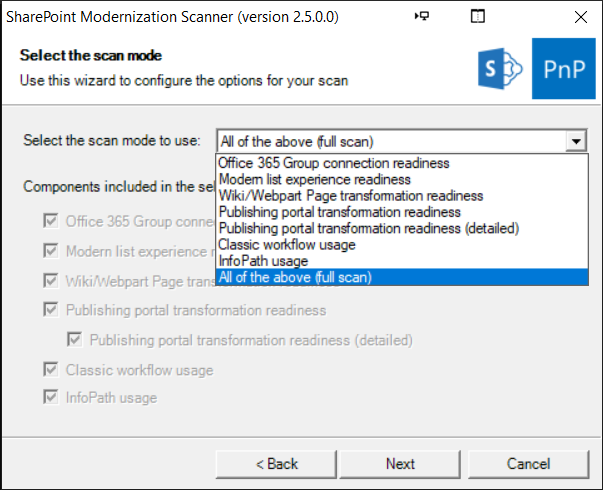 SharePoint Modernization Scanner (version 2.5.0.0)
Select the scan mode
Use this wizard to configure the options for your scan
S
PnP
Select the scan mode to use: All of the above (full scan)
Office 365 Group connection readiness
Modern list experience readiness
Wiki/Webpart Page transformation readiness
Publishing portal transformation readiness
Publishing portal transformation readiness (detailed)
Classic workflow usage
InfoPath usage
All of the above (full scan)
Components included in the sel
Office 365 Group conne
Modern list experience r
Wiki/Webpart Page trans
Publishing portal transformation readiness
Publishing portal transformation readiness (detailed)
Classic workflow usage
InfoPath usage
< Back Next Cancel